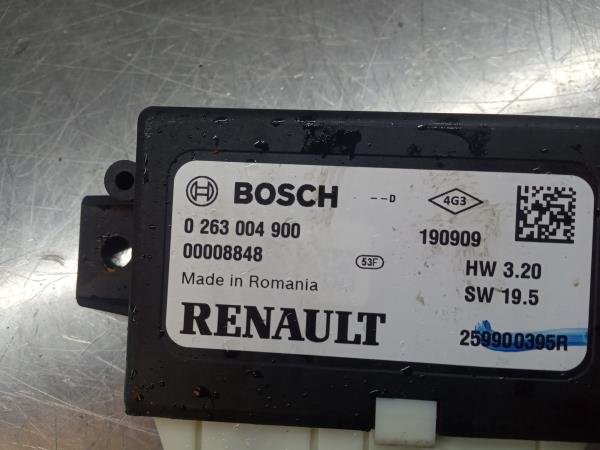 BOSCH --D 4G3
0 263 004 900 190909
00008848 53F HW 3.20
Made in Romania SW 19.5
RENAULT 259900395R